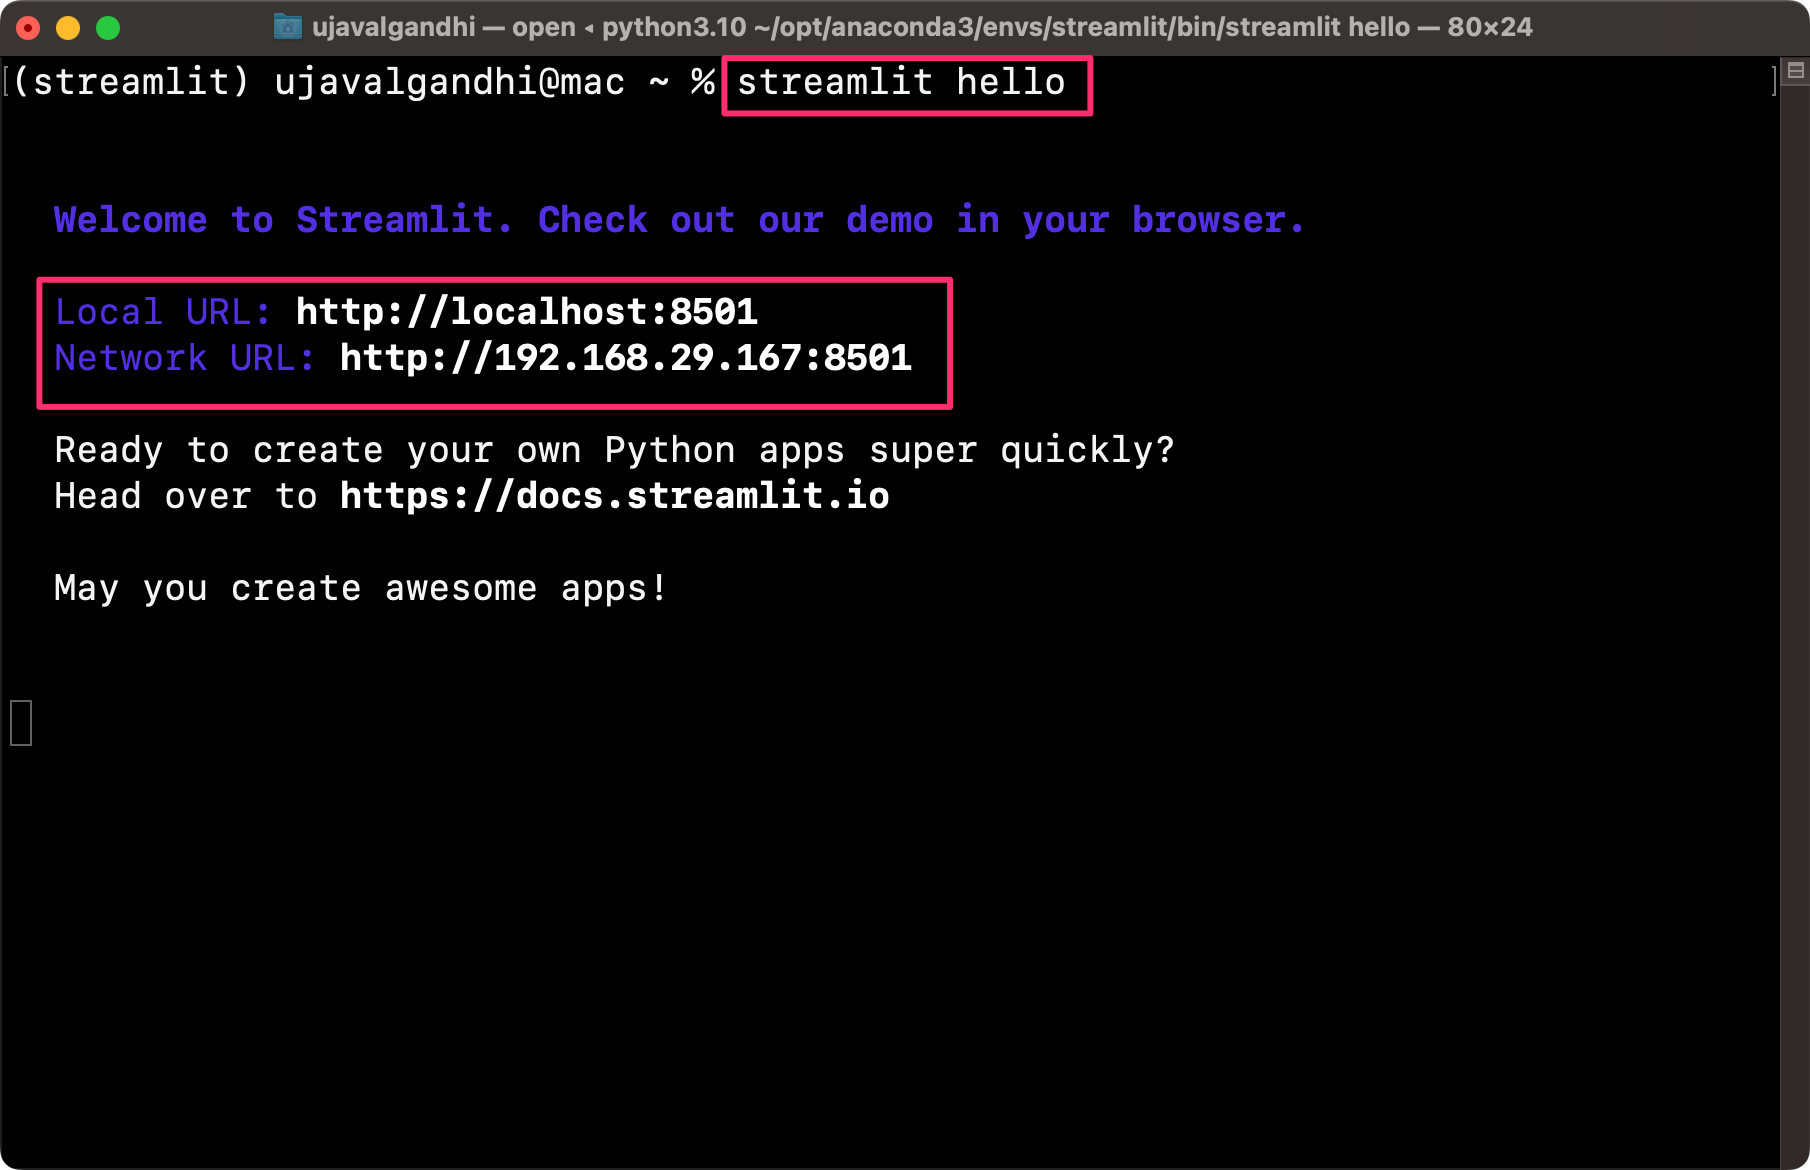 ujavalgandhi — open ◂ python3.10 ~/opt/anaconda3/envs/streamlit/bin/streamlit hello — 80×24
[(streamlit) ujavalgandhi@mac ~ % streamlit hello ]
Welcome to Streamlit. Check out our demo in your browser.
Local URL: http://localhost:8501
Network URL: http://192.168.29.167:8501
Ready to create your own Python apps super quickly?
Head over to https://docs.streamlit.io
May you create awesome apps!